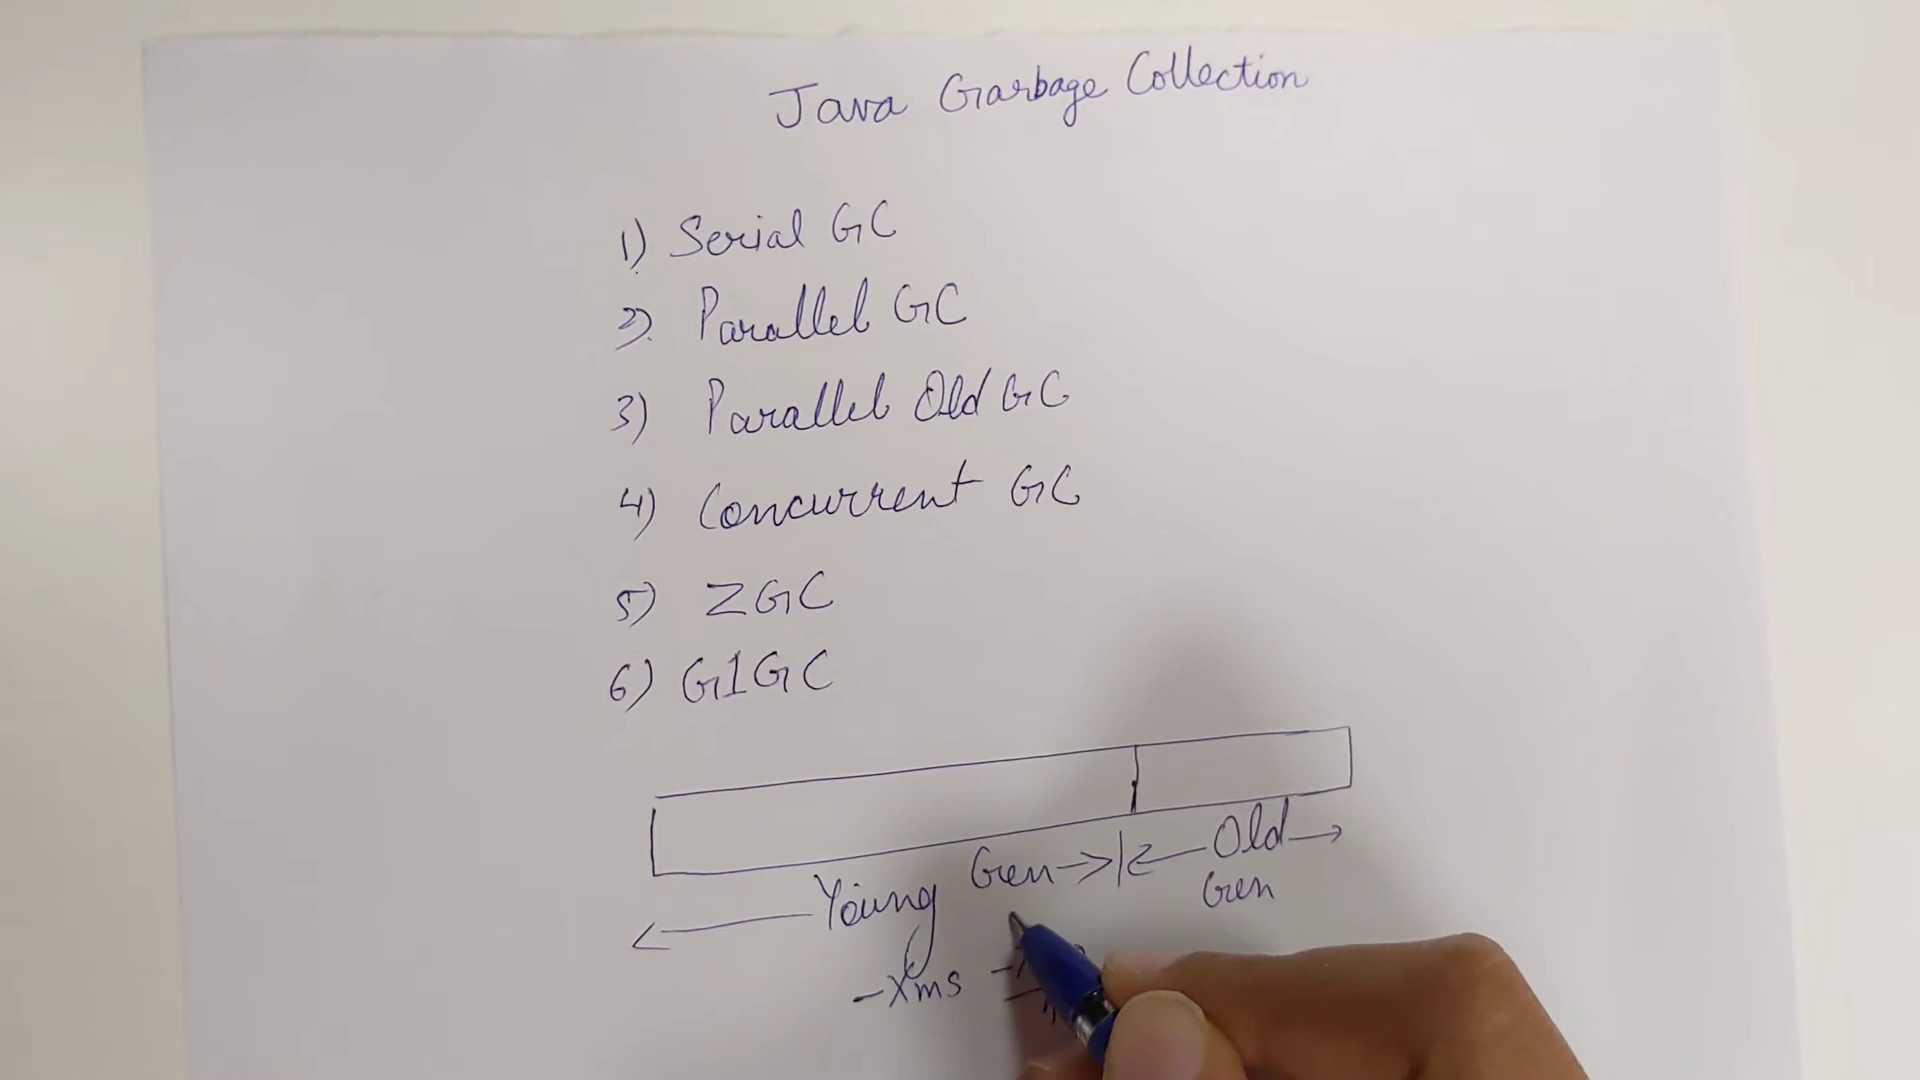 Java Garbage Collection
1) Serial GC
2) Parallel GC
3) Parallel Old GC
4) Concurrent GC
5) ZGC
6) G1GC
Young Gen Old
Gen
-Xms